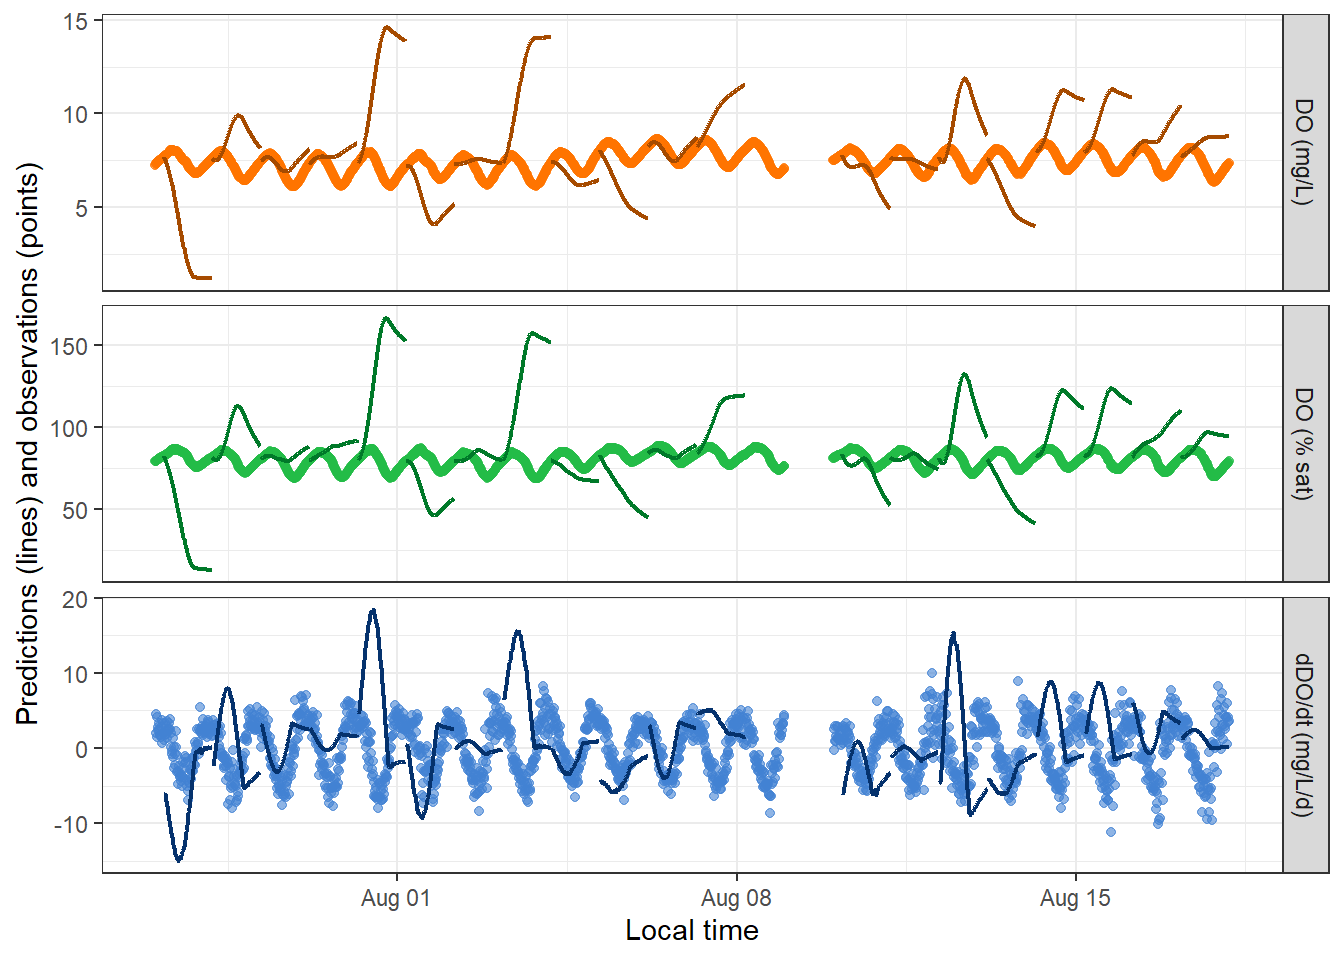 Predictions (lines) and observations (points)
15
10
5
DO (mg/L)
150
100
50
DO (% sat)
20
10
0
-10
dDO/dt (mg/L/d)
Aug 01
Aug 08
Aug 15
Local time